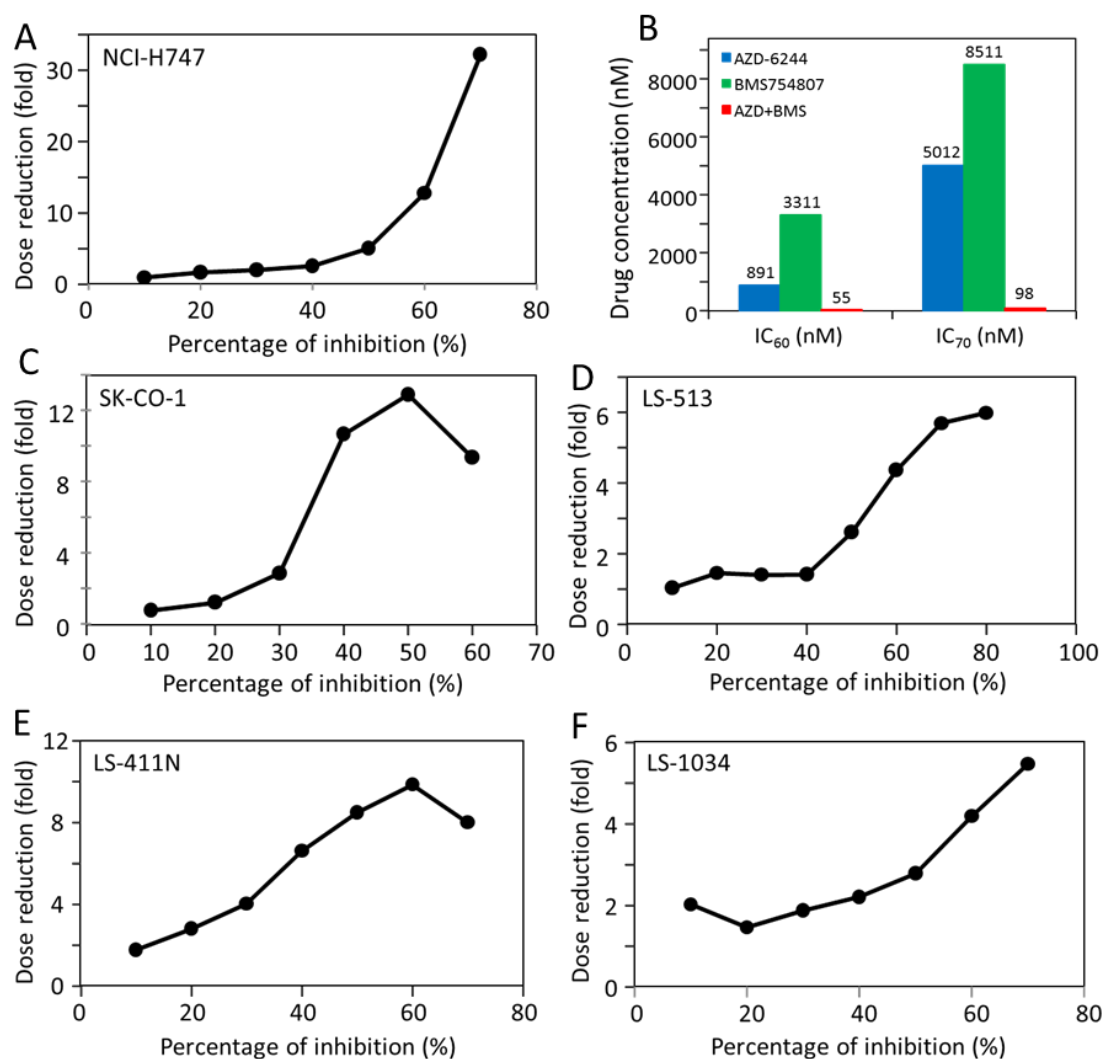 A
NCI-H747
Dose reduction (fold)
30
20
10
0
0 20 40 60 80
Percentage of inhibition (%)
B
AZD-6244
BMS754807
AZD+BMS
Drug concentration (nM)
8000
6000
4000
2000
0
891
3311
55
5012
8511
98
IC60 (nM)
IC70 (nM)
C
SK-CO-1
Dose reduction (fold)
12
8
4
0
0 10 20 30 40 50 60 70
Percentage of inhibition (%)
D
LS-513
Dose reduction (fold)
6
4
2
0
0 20 40 60 80 100
Percentage of inhibition (%)
E
LS-411N
Dose reduction (fold)
12
8
4
0
0 20 40 60 80
Percentage of inhibition (%)
F
LS-1034
Dose reduction (fold)
6
4
2
0
0 20 40 60 80
Percentage of inhibition (%)